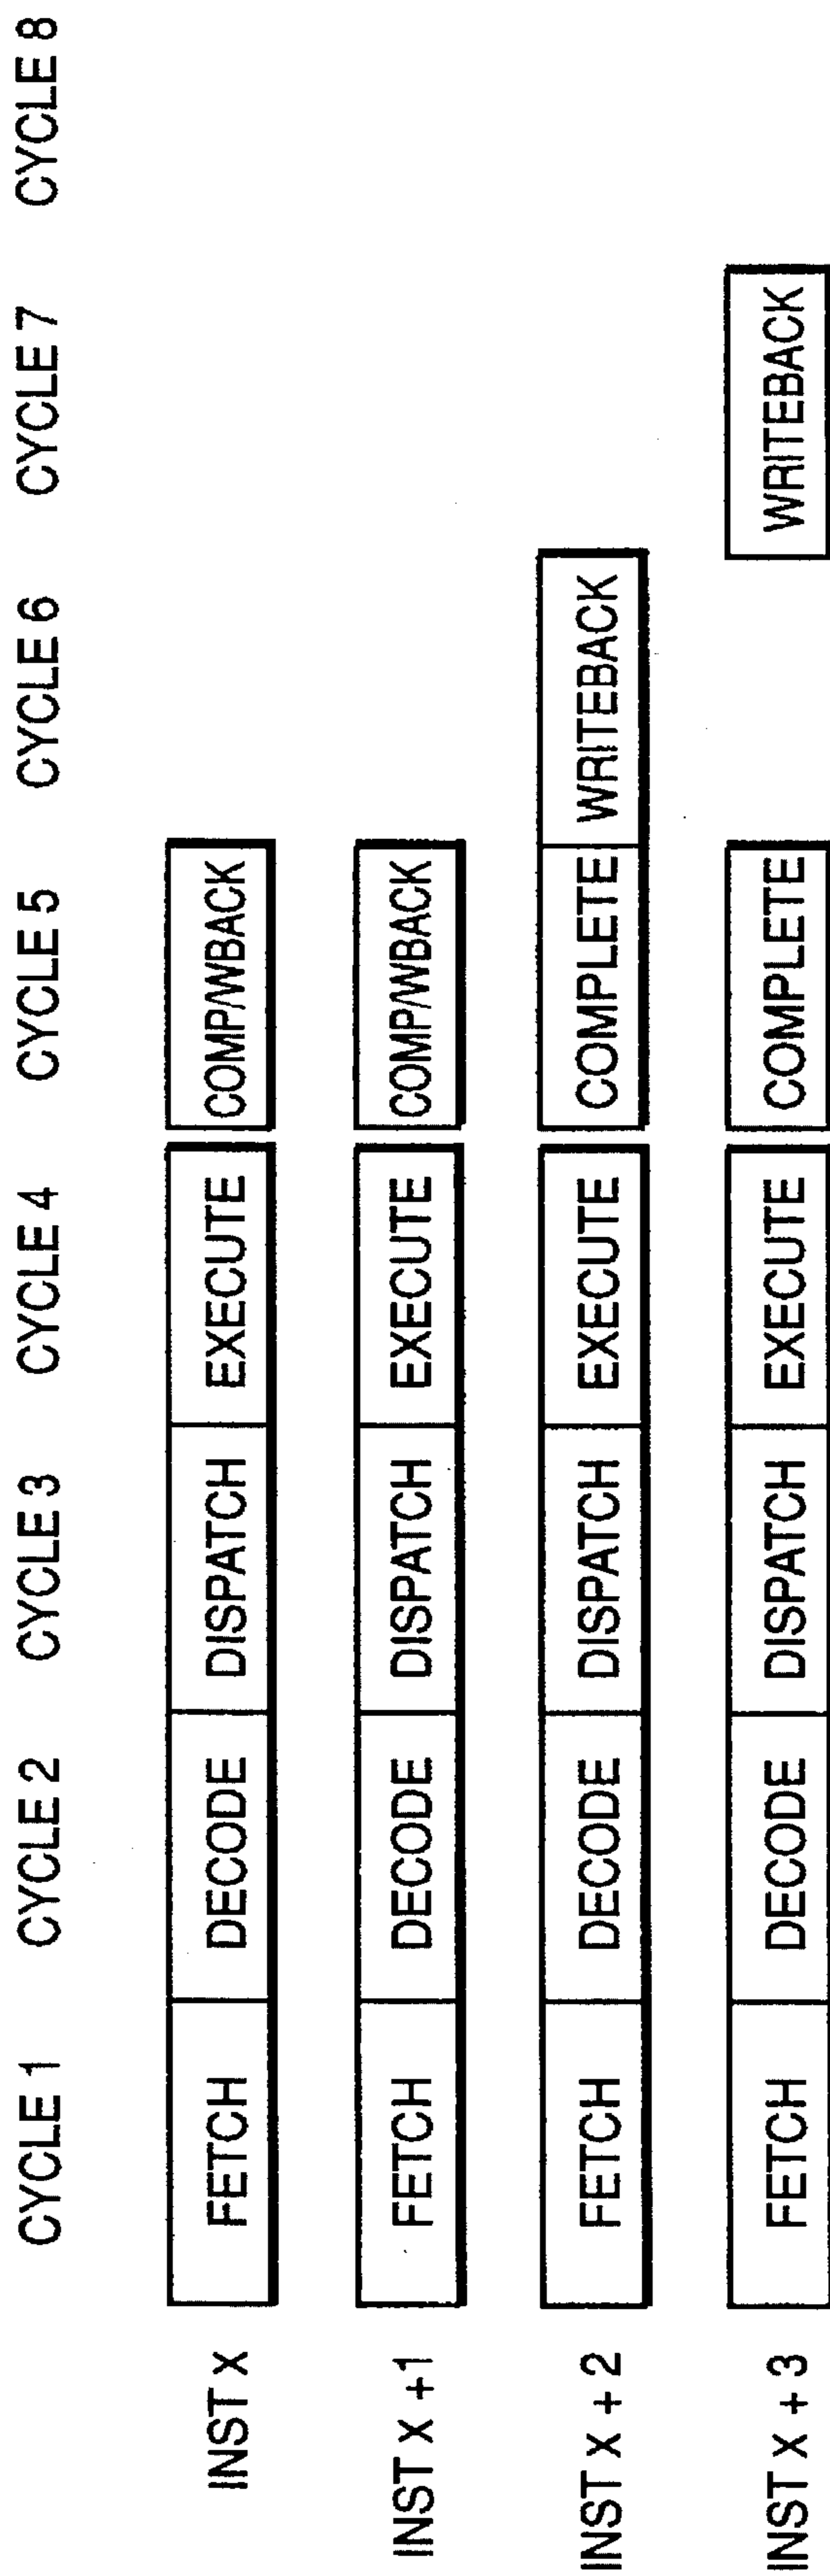 CYCLE 1 CYCLE 2 CYCLE 3 CYCLE 4 CYCLE 5 CYCLE 6 CYCLE 7 CYCLE 8
INST X FETCH DECODE DISPATCH EXECUTE COMP/WBACK
INST X +1 FETCH DECODE DISPATCH EXECUTE COMP/WBACK
INST X + 2 FETCH DECODE DISPATCH EXECUTE COMPLETE WRITEBACK
INST X + 3 FETCH DECODE DISPATCH EXECUTE COMPLETE WRITEBACK